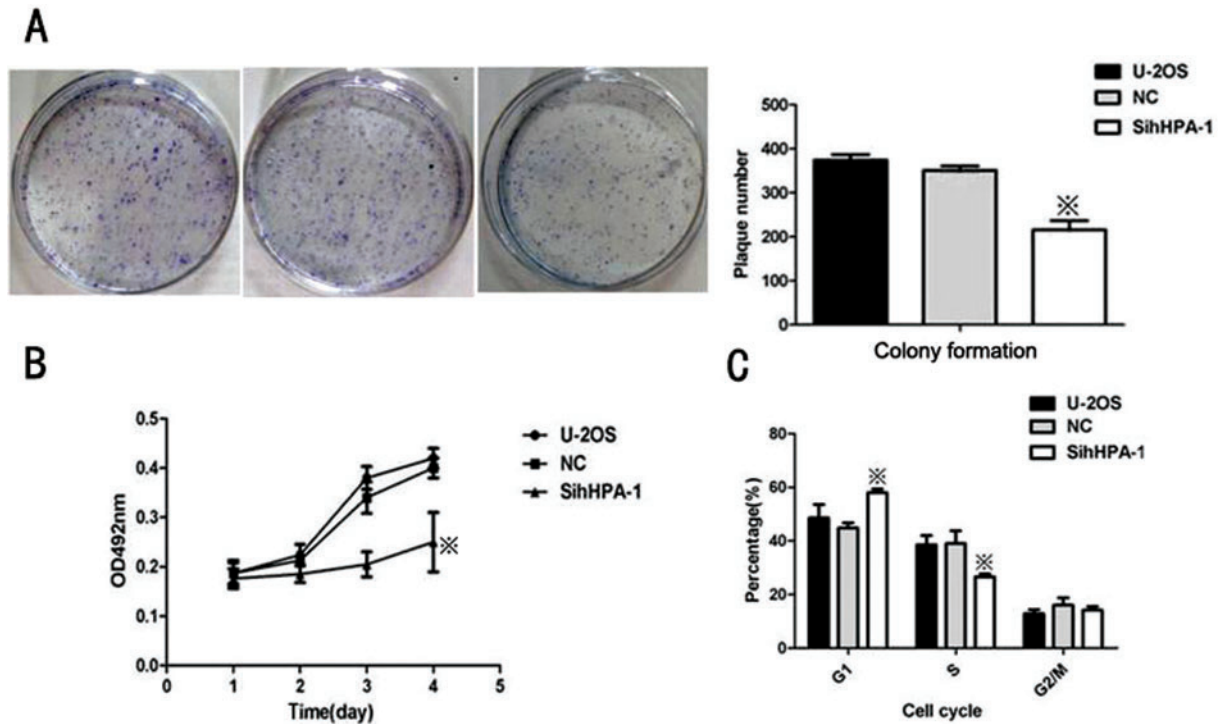 A
U-2OS
NC
SihHPA-1
500
400
300
200
100
0
Plaque number
※
Colony formation
B
0.5
0.4
0.3
0.2
0.1
0.0
OD492nm
0 1 2 3 4 5
Time(day)
U-2OS
NC
SihHPA-1
※
C
U-2OS
NC
SihHPA-1
80
60
40
20
0
Percentage(%)
※
※
G1 S G2/M
Cell cycle